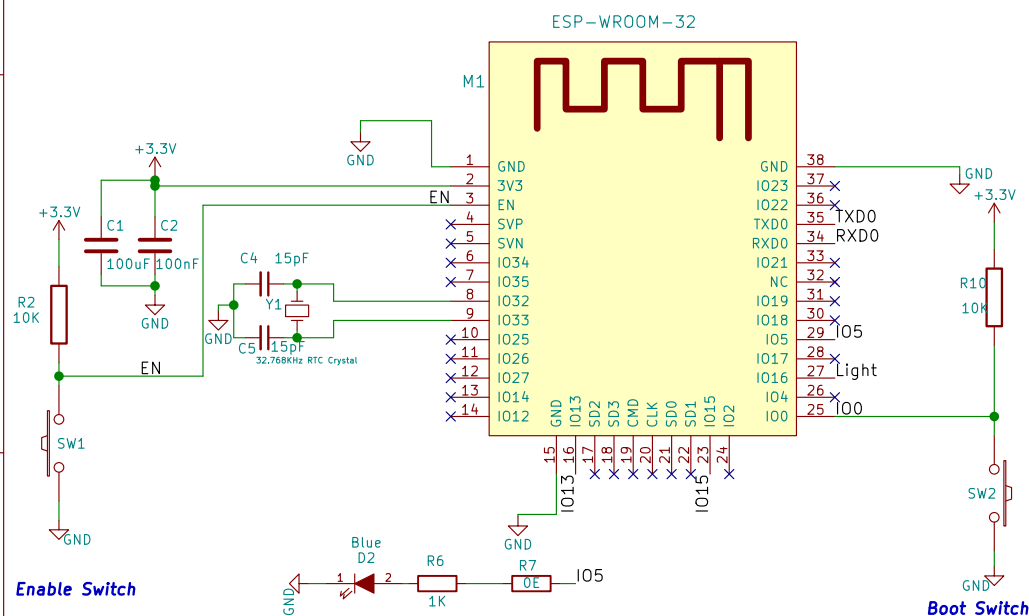 ESP-WROOM-32
M1
GND
+3.3V
+3.3V
C1
C2
100uF
100nF
GND
R2
10K
EN
EN
SW1
GND
Enable Switch
C4
15pF
Y1
GND
C5
15pF
32.768KHz RTC Crystal
1 GND
2 3V3
3 EN
4 SVP
5 SVN
6 IO34
7 IO35
8 IO32
9 IO33
10 IO25
11 IO26
12 IO27
13 IO14
14 IO12
GND 38
IO23 37
IO22 36
TXD0 35 TXD0
RXD0 34 RXD0
IO21 33
NC 32
IO19 31
IO18 30
IO5 29 IO5
IO17 28
IO16 27 Light
IO4 26
IO0 25 IO0
GND 15
IO13 16 IO13
SD2 17
SD3 18
CMD 19
CLK 20
SD0 21
SD1 22
IO15 23 IO15
IO2 24
GND
GND
+3.3V
R10
10K
SW2
GND
Boot Switch
Blue
D2
GND
1
2
R6
1K
R7
0E
IO5